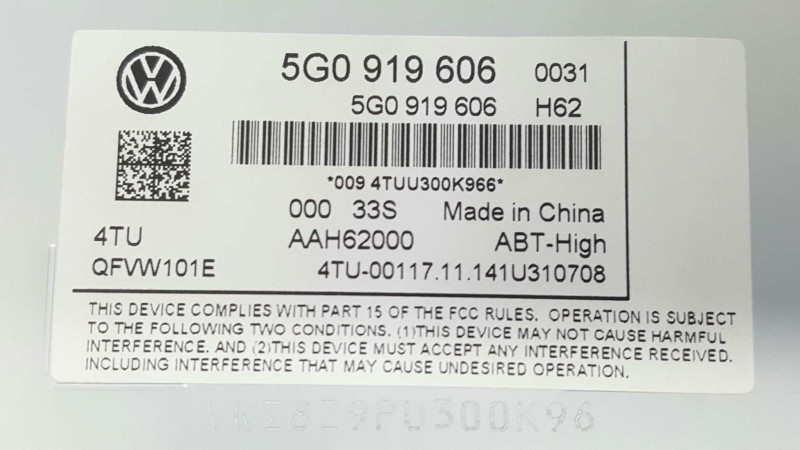 5G0 919 606 0031
5G0 919 606 H62
*009 4TUU300K966*
000 33S Made in China
4TU AAH62000 ABT-High
QFVW101E 4TU-00117.11.141U310708
THIS DEVICE COMPLIES WITH PART 15 OF THE FCC RULES. OPERATION IS SUBJECT
TO THE FOLLOWING TWO CONDITIONS. (1)THIS DEVICE MAY NOT CAUSE HARMFUL
INTERFERENCE. AND (2)THIS DEVICE MUST ACCEPT ANY INTERFERENCE RECEIVED.
INCLUDING INTERFERENCE THAT MAY CAUSE UNDESIRED OPERATION.